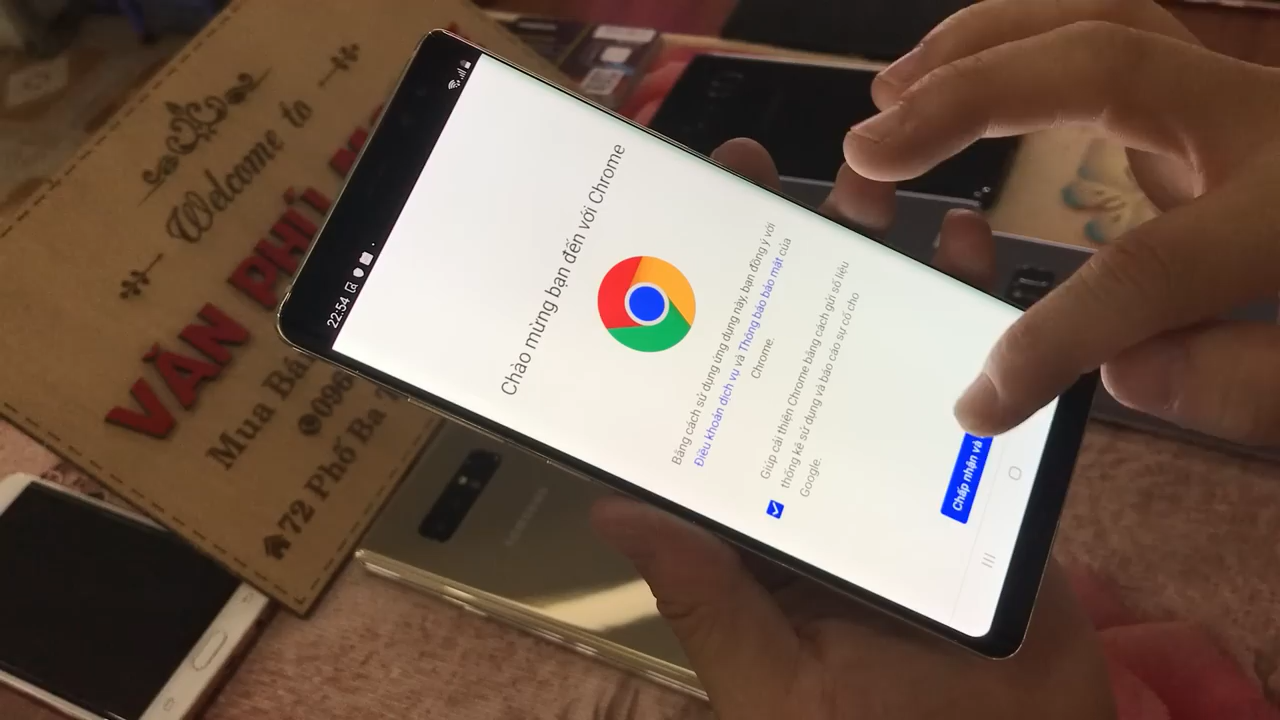 Welcome to
VĂN PHÚ
Mua Bá
096
72 Phố Ba
22:54
Chào mừng bạn đến với Chrome
Bằng cách sử dụng ứng dụng này, bạn đồng ý với
Điều khoản dịch vụ và Thông báo bảo mật của
Chrome.
Giúp cải thiện Chrome bằng cách gửi số liệu
thống kê sử dụng và báo cáo sự cố cho
Google.
Chấp nhận và